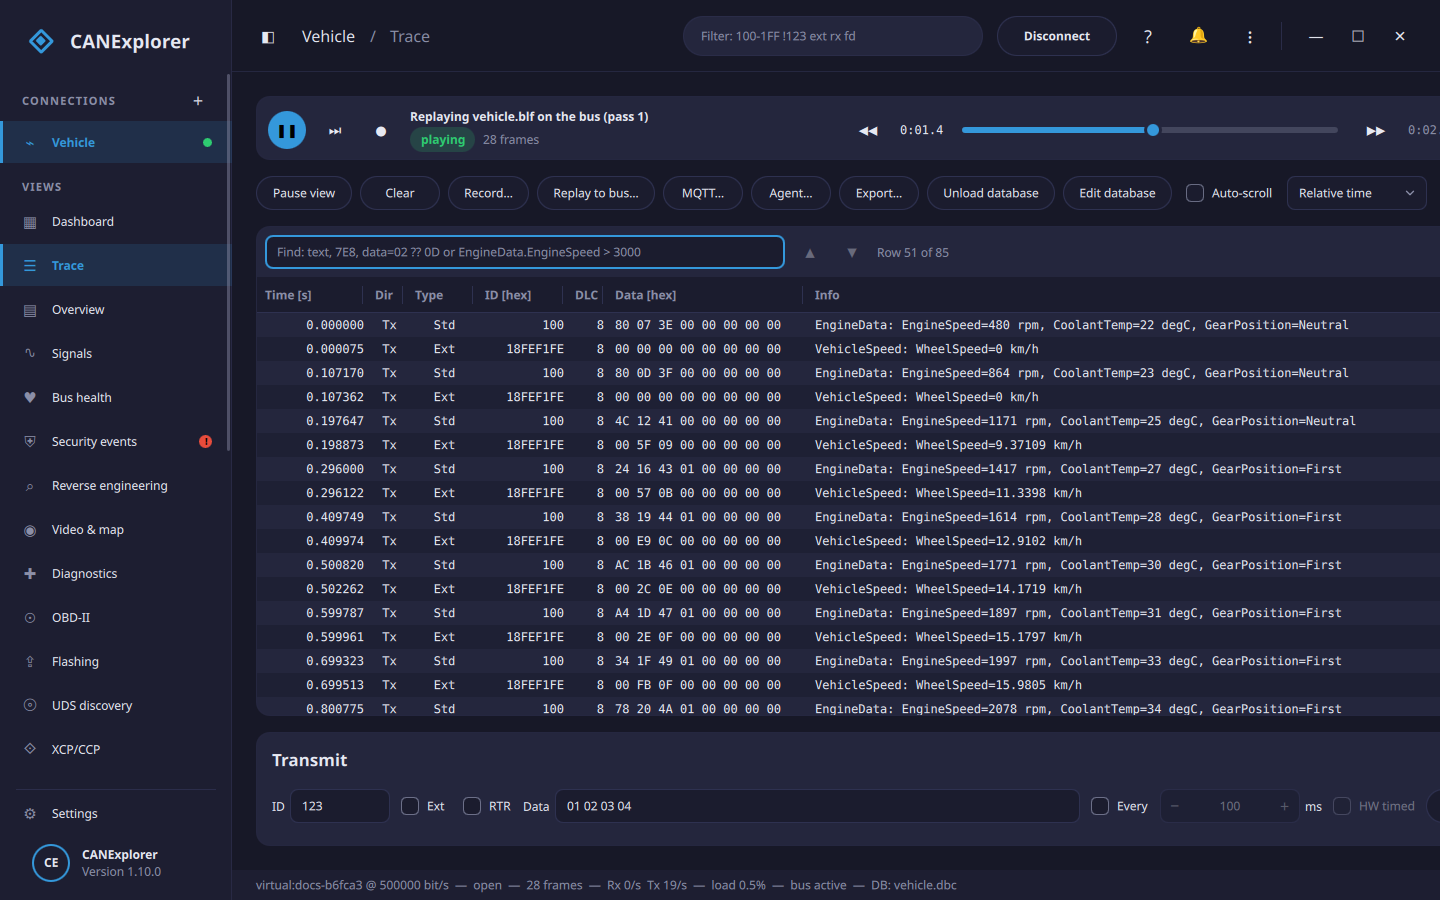 CANExplorer
CONNECTIONS +
Vehicle
VIEWS
Dashboard
Trace
Overview
Signals
Bus health
Security events
Reverse engineering
Video & map
Diagnostics
OBD-II
Flashing
UDS discovery
XCP/CCP
Settings
CE
CANExplorer
Version 1.10.0
Vehicle / Trace
Filter: 100-1FF !123 ext rx fd
Disconnect
?
Replaying vehicle.blf on the bus (pass 1)
playing 28 frames
0:01.4
0:02.
Pause view
Clear
Record...
Replay to bus...
MQTT...
Agent...
Export...
Unload database
Edit database
Auto-scroll
Relative time
Find: text, 7E8, data=02 ?? 0D or EngineData.EngineSpeed > 3000
Row 51 of 85
Time [s] Dir Type ID [hex] DLC Data [hex] Info
0.000000 Tx Std 100 8 80 07 3E 00 00 00 00 00 EngineData: EngineSpeed=480 rpm, CoolantTemp=22 degC, GearPosition=Neutral
0.000075 Tx Ext 18FEF1FE 8 00 00 00 00 00 00 00 00 VehicleSpeed: WheelSpeed=0 km/h
0.107170 Tx Std 100 8 80 0D 3F 00 00 00 00 00 EngineData: EngineSpeed=864 rpm, CoolantTemp=23 degC, GearPosition=Neutral
0.107362 Tx Ext 18FEF1FE 8 00 00 00 00 00 00 00 00 VehicleSpeed: WheelSpeed=0 km/h
0.197647 Tx Std 100 8 4C 12 41 00 00 00 00 00 EngineData: EngineSpeed=1171 rpm, CoolantTemp=25 degC, GearPosition=Neutral
0.198873 Tx Ext 18FEF1FE 8 00 5F 09 00 00 00 00 00 VehicleSpeed: WheelSpeed=9.37109 km/h
0.296000 Tx Std 100 8 24 16 43 01 00 00 00 00 EngineData: EngineSpeed=1417 rpm, CoolantTemp=27 degC, GearPosition=First
0.296122 Tx Ext 18FEF1FE 8 00 57 0B 00 00 00 00 00 VehicleSpeed: WheelSpeed=11.3398 km/h
0.409749 Tx Std 100 8 38 19 44 01 00 00 00 00 EngineData: EngineSpeed=1614 rpm, CoolantTemp=28 degC, GearPosition=First
0.409974 Tx Ext 18FEF1FE 8 00 E9 0C 00 00 00 00 00 VehicleSpeed: WheelSpeed=12.9102 km/h
0.500820 Tx Std 100 8 AC 1B 46 01 00 00 00 00 EngineData: EngineSpeed=1771 rpm, CoolantTemp=30 degC, GearPosition=First
0.502262 Tx Ext 18FEF1FE 8 00 2C 0E 00 00 00 00 00 VehicleSpeed: WheelSpeed=14.1719 km/h
0.599787 Tx Std 100 8 A4 1D 47 01 00 00 00 00 EngineData: EngineSpeed=1897 rpm, CoolantTemp=31 degC, GearPosition=First
0.599961 Tx Ext 18FEF1FE 8 00 2E 0F 00 00 00 00 00 VehicleSpeed: WheelSpeed=15.1797 km/h
0.699323 Tx Std 100 8 34 1F 49 01 00 00 00 00 EngineData: EngineSpeed=1997 rpm, CoolantTemp=33 degC, GearPosition=First
0.699513 Tx Ext 18FEF1FE 8 00 FB 0F 00 00 00 00 00 VehicleSpeed: WheelSpeed=15.9805 km/h
0.800775 Tx Std 100 8 78 20 4A 01 00 00 00 00 EngineData: EngineSpeed=2078 rpm, CoolantTemp=34 degC, GearPosition=First
Transmit
ID 123 Ext RTR Data 01 02 03 04 Every − 100 + ms HW timed
virtual:docs-b6fca3 @ 500000 bit/s — open — 28 frames — Rx 0/s Tx 19/s — load 0.5% — bus active — DB: vehicle.dbc